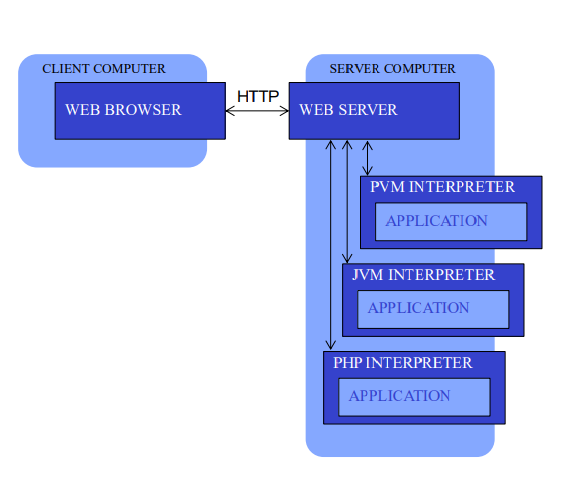 CLIENT COMPUTER
SERVER COMPUTER
WEB BROWSER
HTTP
WEB SERVER
PVM INTERPRETER
APPLICATION
JVM INTERPRETER
APPLICATION
PHP INTERPRETER
APPLICATION